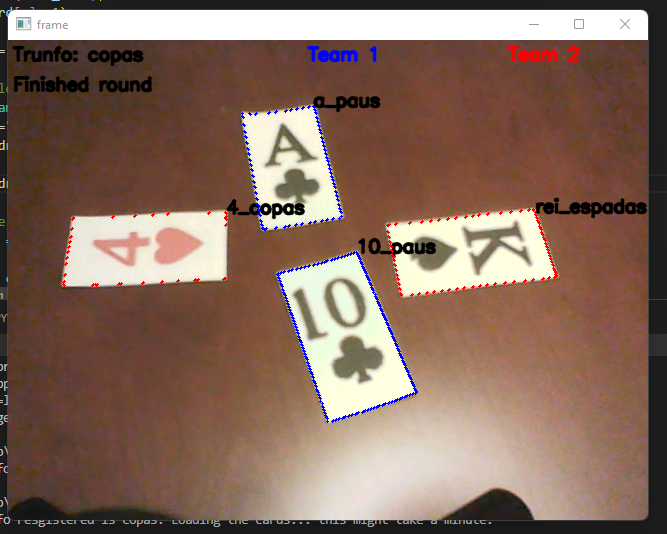 frame
Trunfo: copas
Team 1
Team 2
Finished round
a_paus
A
4_copas
rei_espadas
4
10_paus
K
10
resgistered is copas. Loading the cards... this might take a minute.